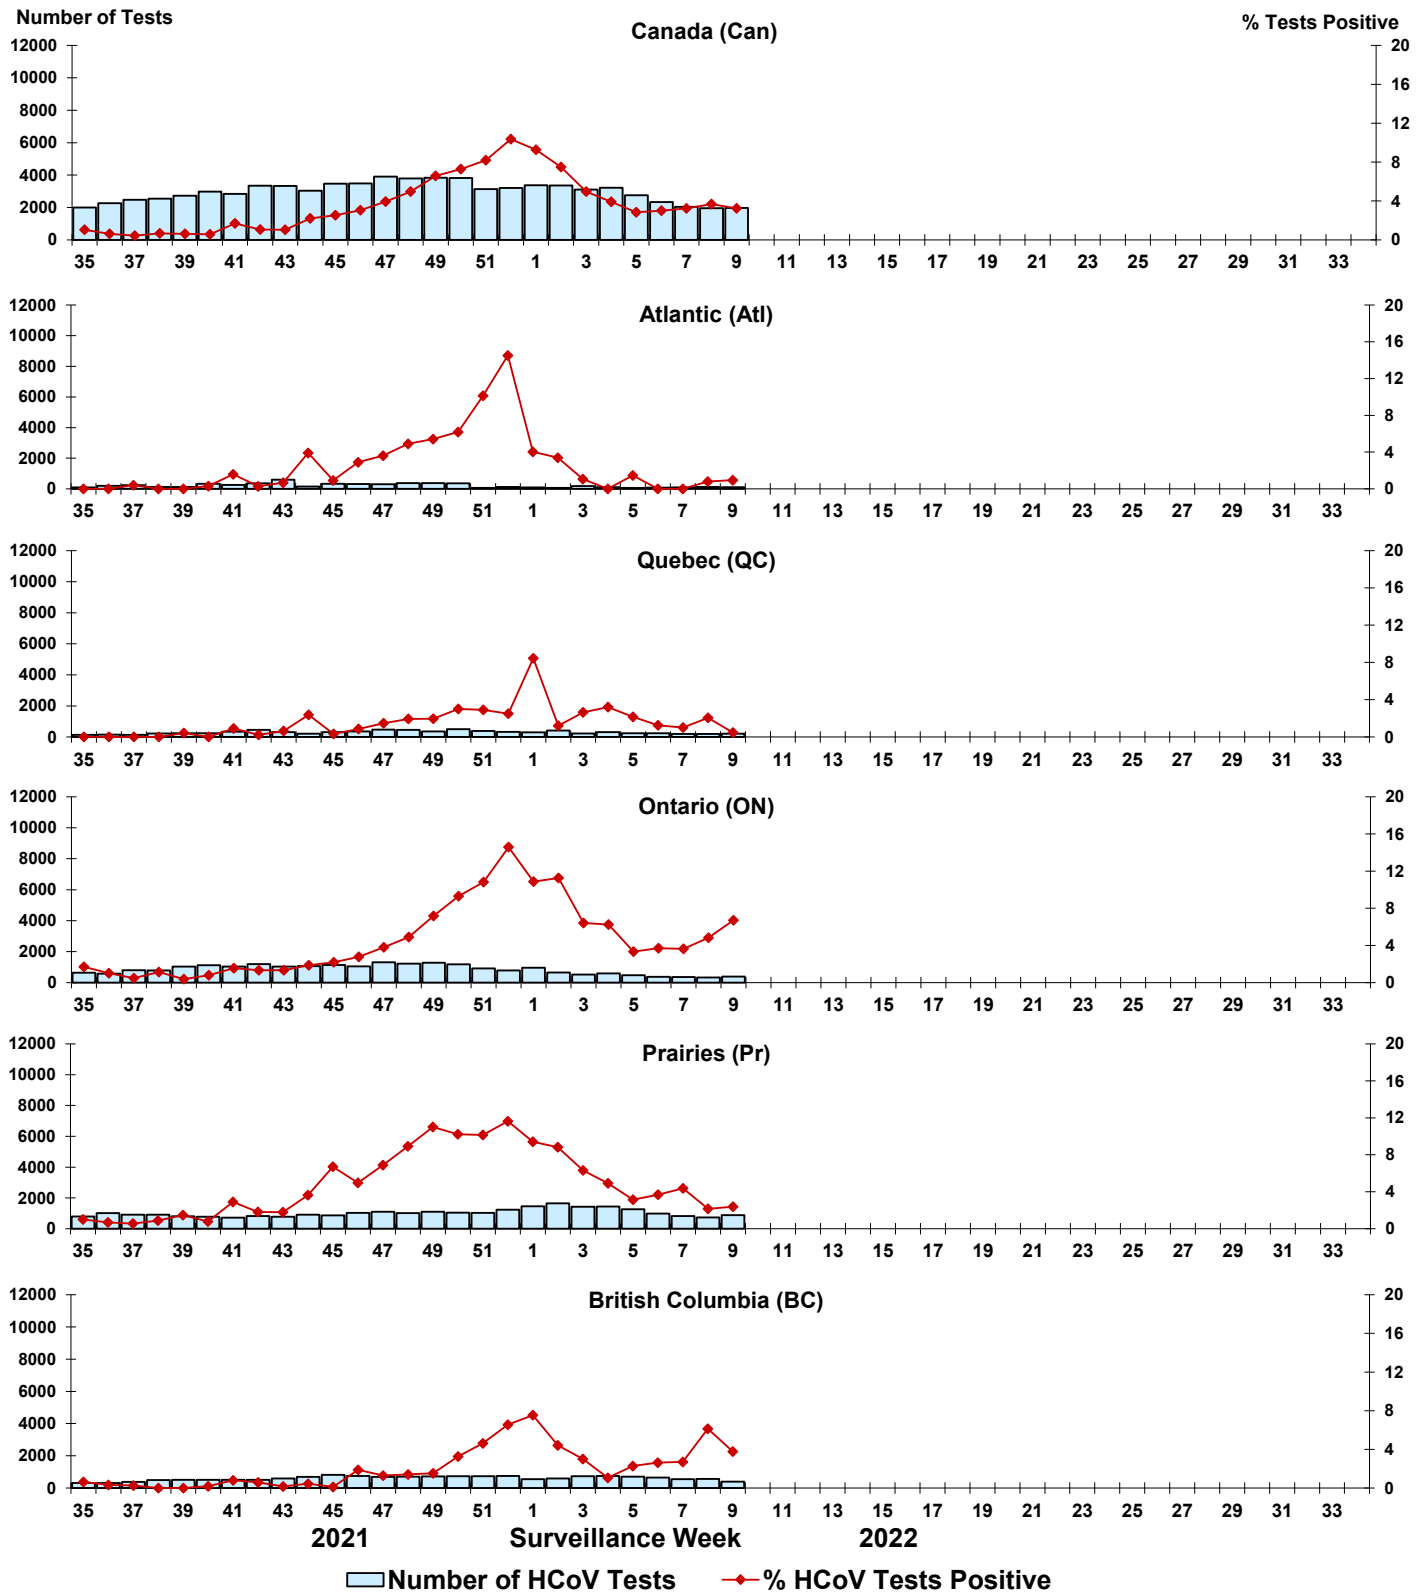 Number of Tests
Canada (Can)
% Tests Positive
12000 20
10000 16
8000 12
6000 8
4000 4
2000 0
0
35 37 39 41 43 45 47 49 51 1 3 5 7 9 11 13 15 17 19 21 23 25 27 29 31 33
Atlantic (Atl)
12000 20
10000 16
8000 12
6000 8
4000 4
2000 0
0
35 37 39 41 43 45 47 49 51 1 3 5 7 9 11 13 15 17 19 21 23 25 27 29 31 33
Quebec (QC)
12000 20
10000 16
8000 12
6000 8
4000 4
2000 0
0
35 37 39 41 43 45 47 49 51 1 3 5 7 9 11 13 15 17 19 21 23 25 27 29 31 33
Ontario (ON)
12000 20
10000 16
8000 12
6000 8
4000 4
2000 0
0
35 37 39 41 43 45 47 49 51 1 3 5 7 9 11 13 15 17 19 21 23 25 27 29 31 33
Prairies (Pr)
12000 20
10000 16
8000 12
6000 8
4000 4
2000 0
0
35 37 39 41 43 45 47 49 51 1 3 5 7 9 11 13 15 17 19 21 23 25 27 29 31 33
British Columbia (BC)
12000 20
10000 16
8000 12
6000 8
4000 4
2000 0
0
35 37 39 41 43 45 47 49 51 1 3 5 7 9 11 13 15 17 19 21 23 25 27 29 31 33
2021 Surveillance Week 2022
Number of HCoV Tests % HCoV Tests Positive